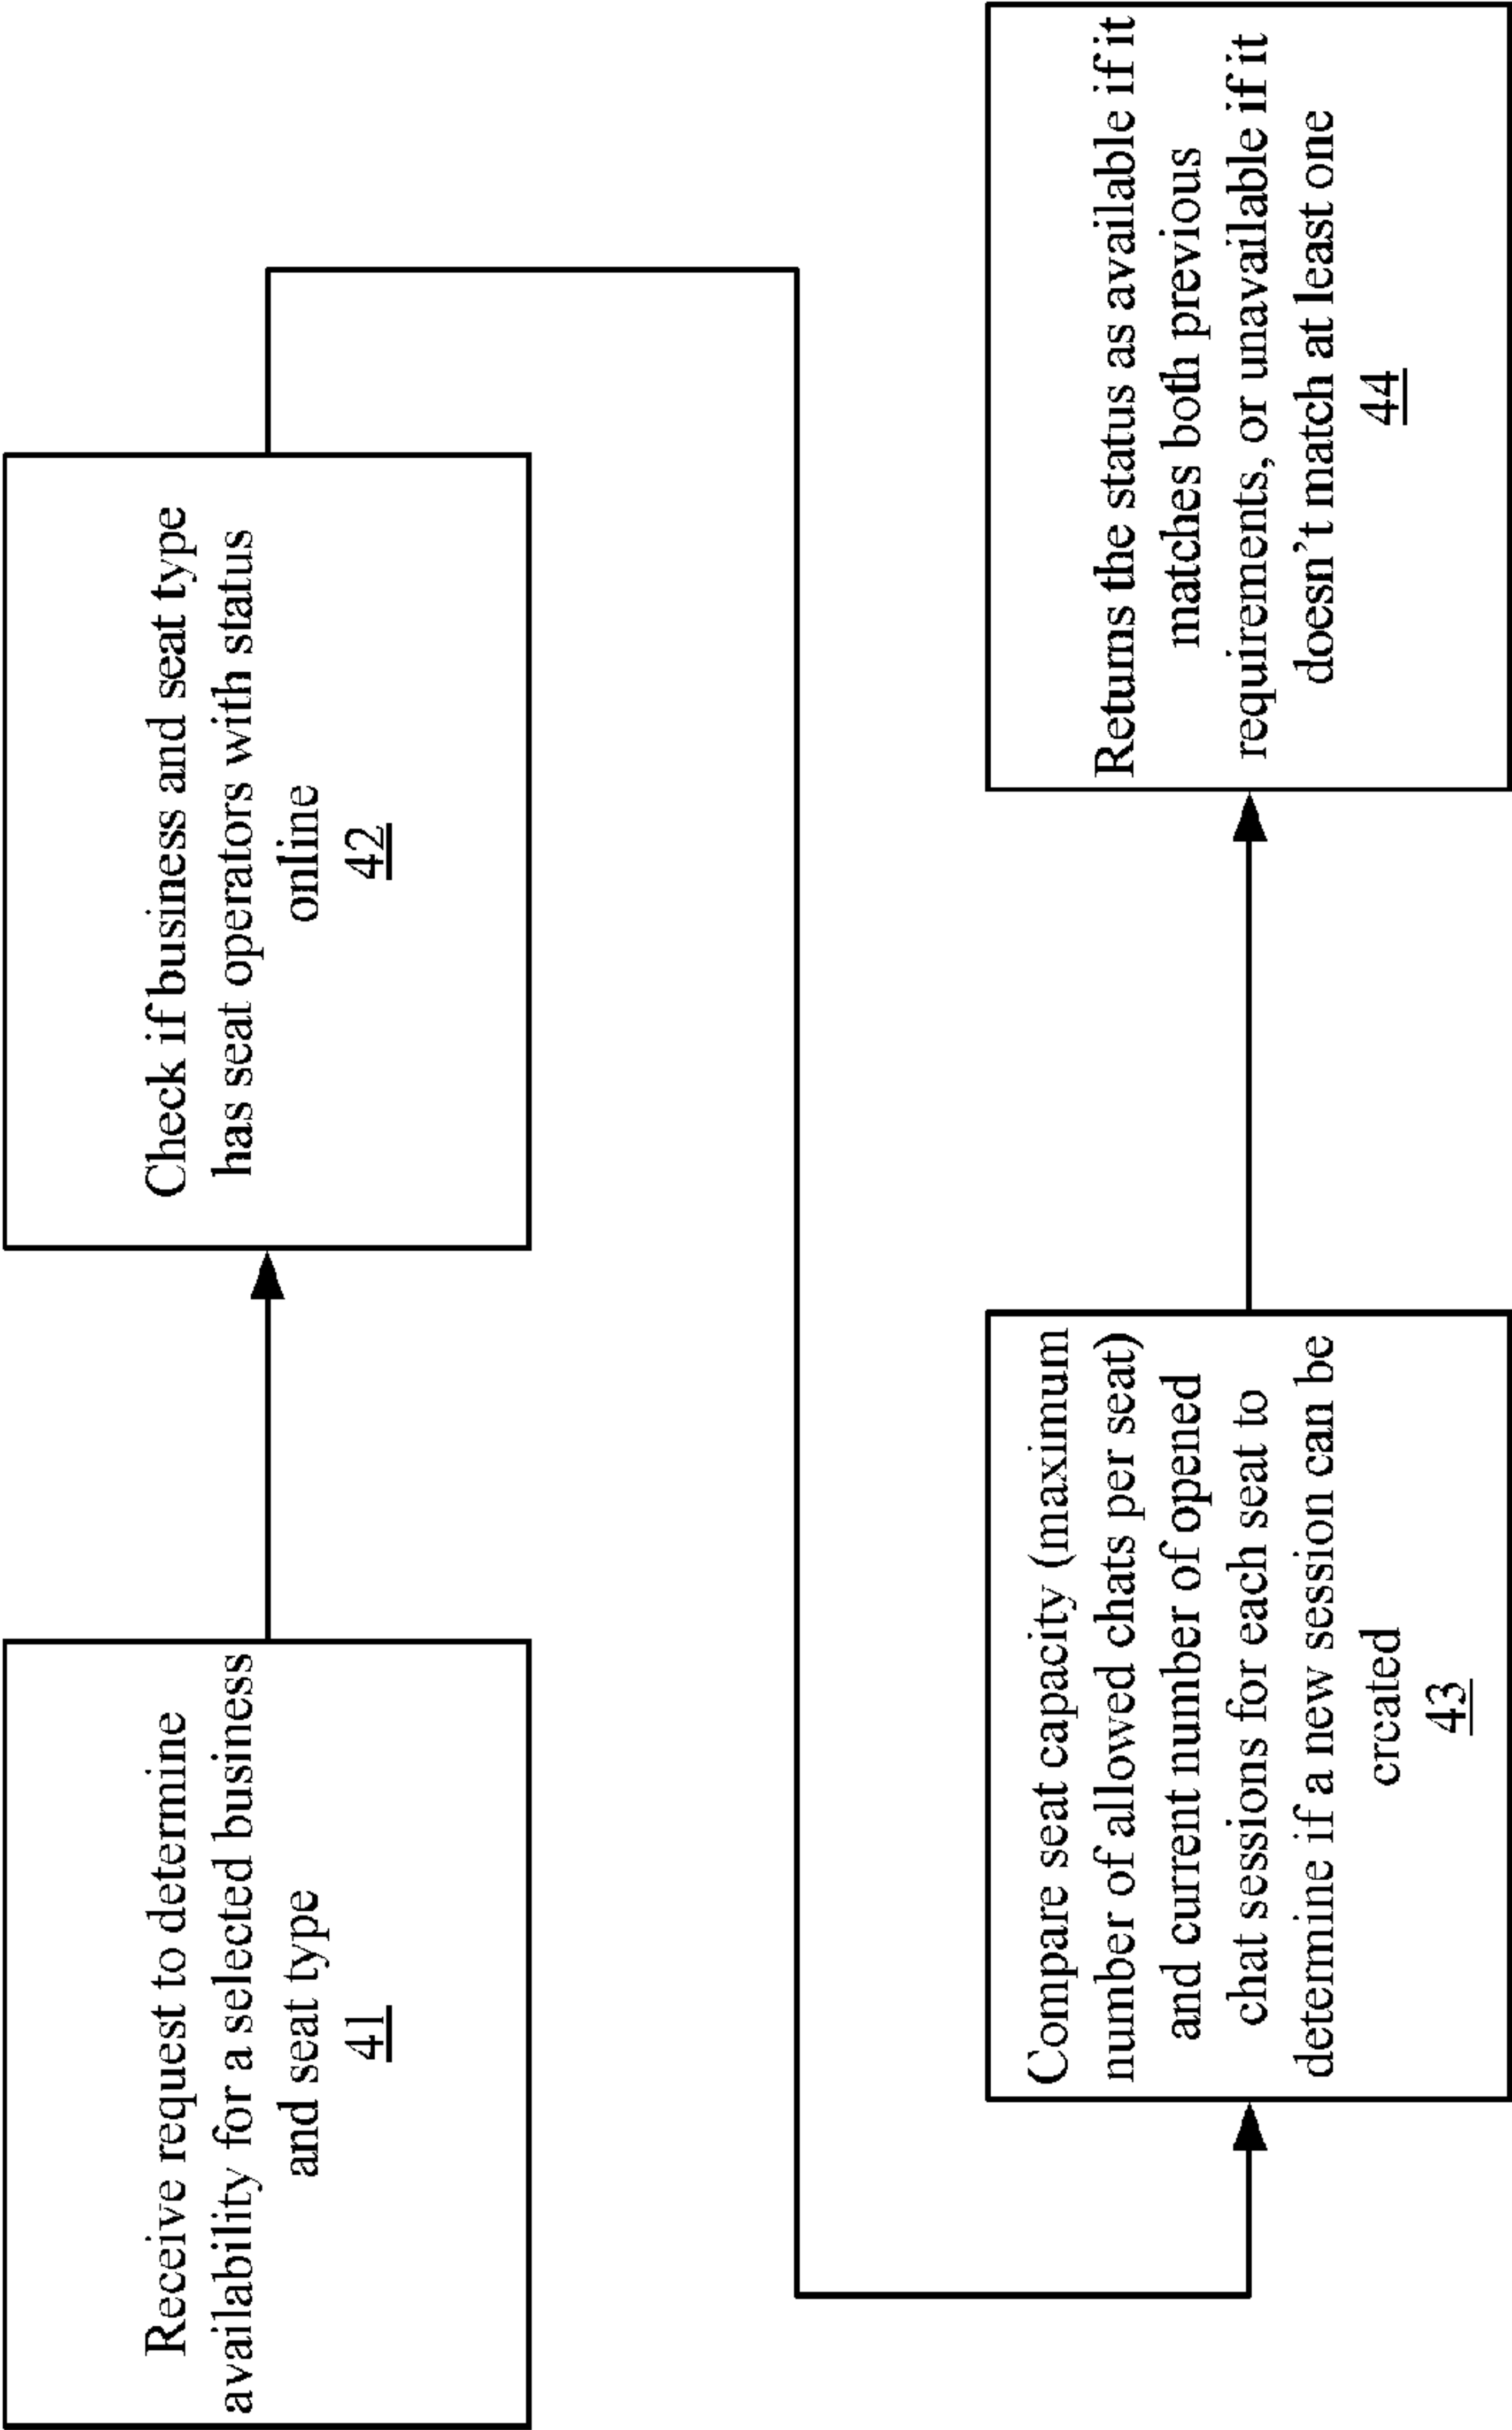 Receive request to determine
availability for a selected business
and seat type
41
Check if business and seat type
has seat operators with status
online
42
Compare seat capacity (maximum
number of allowed chats per seat)
and current number of opened
chat sessions for each seat to
determine if a new session can be
created
43
Returns the status as available if it
matches both previous
requirements, or unavailable if it
doesn't match at least one
44